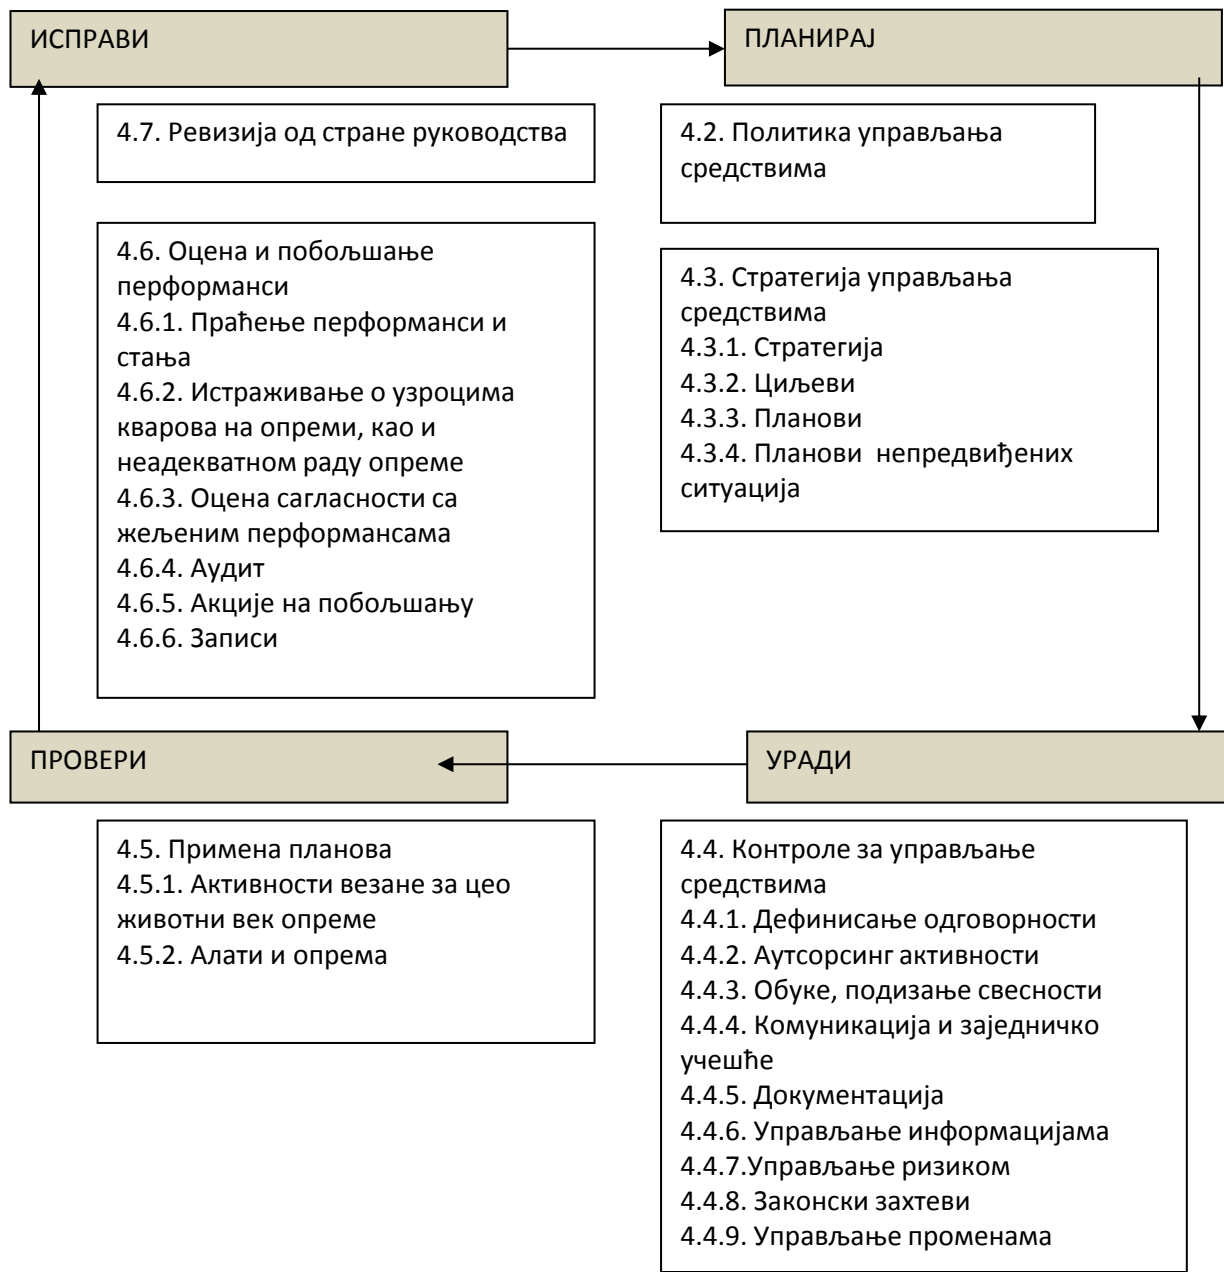 ИСПРАВИ
ПЛАНИРАЈ
4.7. Ревизија од стране руководства
4.2. Политика управљања
средствима
4.6. Оцена и побољшање
перформанси
4.6.1. Праћење перформанси и
стања
4.6.2. Истраживање о узроцима
кварова на опреми, као и
неадекватном раду опреме
4.6.3. Оцена сагласности са
жељеним перформансама
4.6.4. Аудит
4.6.5. Акције на побољшању
4.6.6. Записи
4.3. Стратегија управљања
средствима
4.3.1. Стратегија
4.3.2. Циљеви
4.3.3. Планови
4.3.4. Планови  непредвиђених
ситуација
ПРОВЕРИ
УРАДИ
4.5. Примена планова
4.5.1. Активности везане за цео
животни век опреме
4.5.2. Алати и опрема
4.4. Контроле за управљање
средствима
4.4.1. Дефинисање одговорности
4.4.2. Аутсорсинг активности
4.4.3. Обуке, подизање свесности
4.4.4. Комуникација и заједничко
учешће
4.4.5. Документација
4.4.6. Управљање информацијама
4.4.7.Управљање ризиком
4.4.8. Законски захтеви
4.4.9. Управљање променама